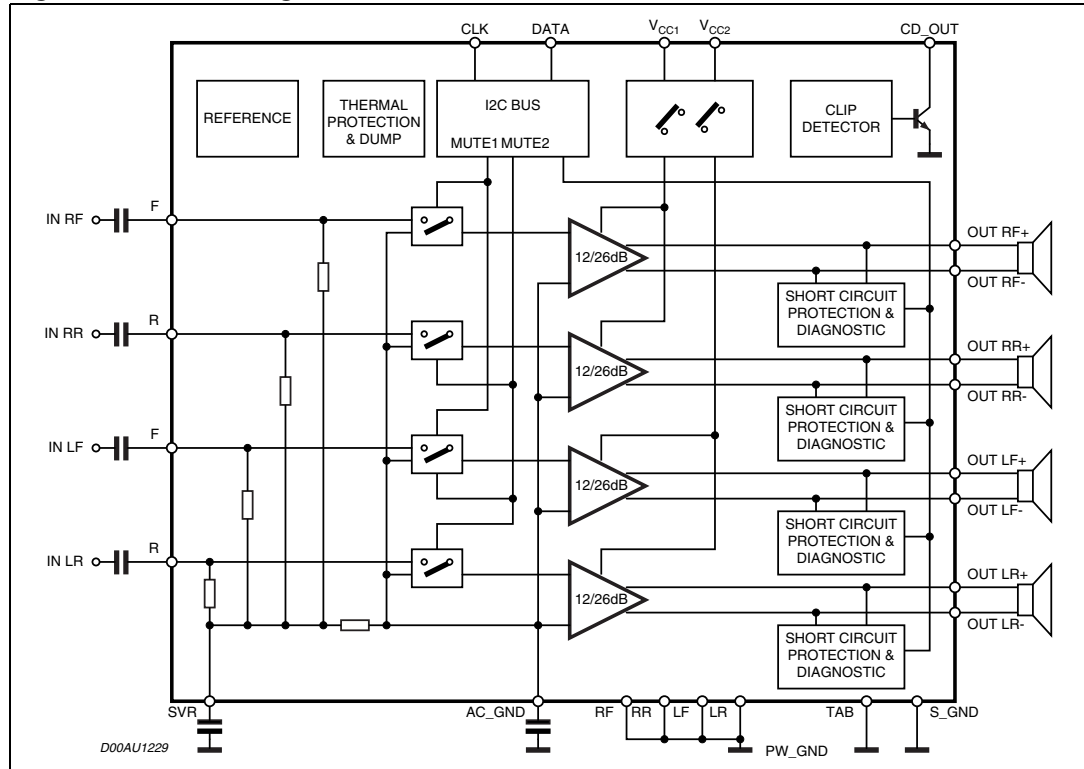 CLK DATA VCC1 VCC2 CD_OUT
REFERENCE
THERMAL
PROTECTION
& DUMP
I2C BUS
MUTE1 MUTE2
CLIP
DETECTOR
IN RF F
12/26dB
OUT RF+
OUT RF-
SHORT CIRCUIT
PROTECTION &
DIAGNOSTIC
IN RR R
12/26dB
OUT RR+
OUT RR-
SHORT CIRCUIT
PROTECTION &
DIAGNOSTIC
IN LF F
12/26dB
OUT LF+
OUT LF-
SHORT CIRCUIT
PROTECTION &
DIAGNOSTIC
IN LR R
12/26dB
OUT LR+
OUT LR-
SHORT CIRCUIT
PROTECTION &
DIAGNOSTIC
SVR AC_GND RF RR LF LR TAB S_GND
PW_GND
D00AU1229